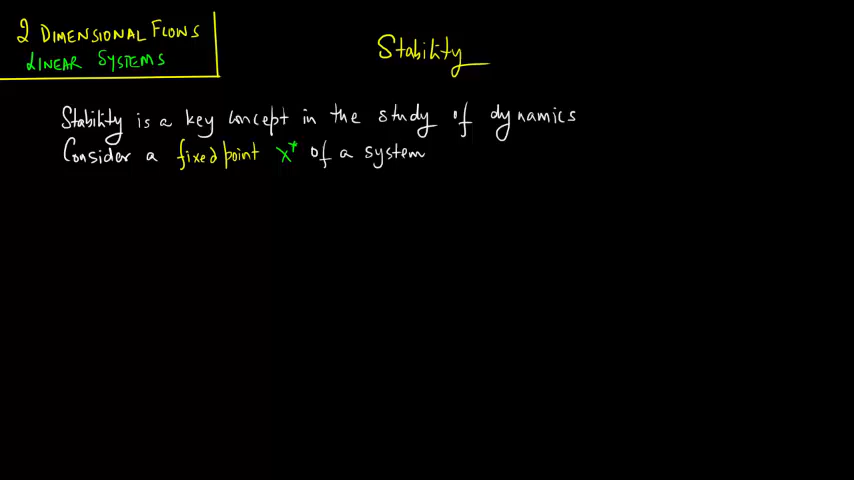 2 DIMENSIONAL FLOWS
LINEAR SYSTEMS
Stability
Stability is a key concept in the study of dynamics
Consider a fixed point x* of a system